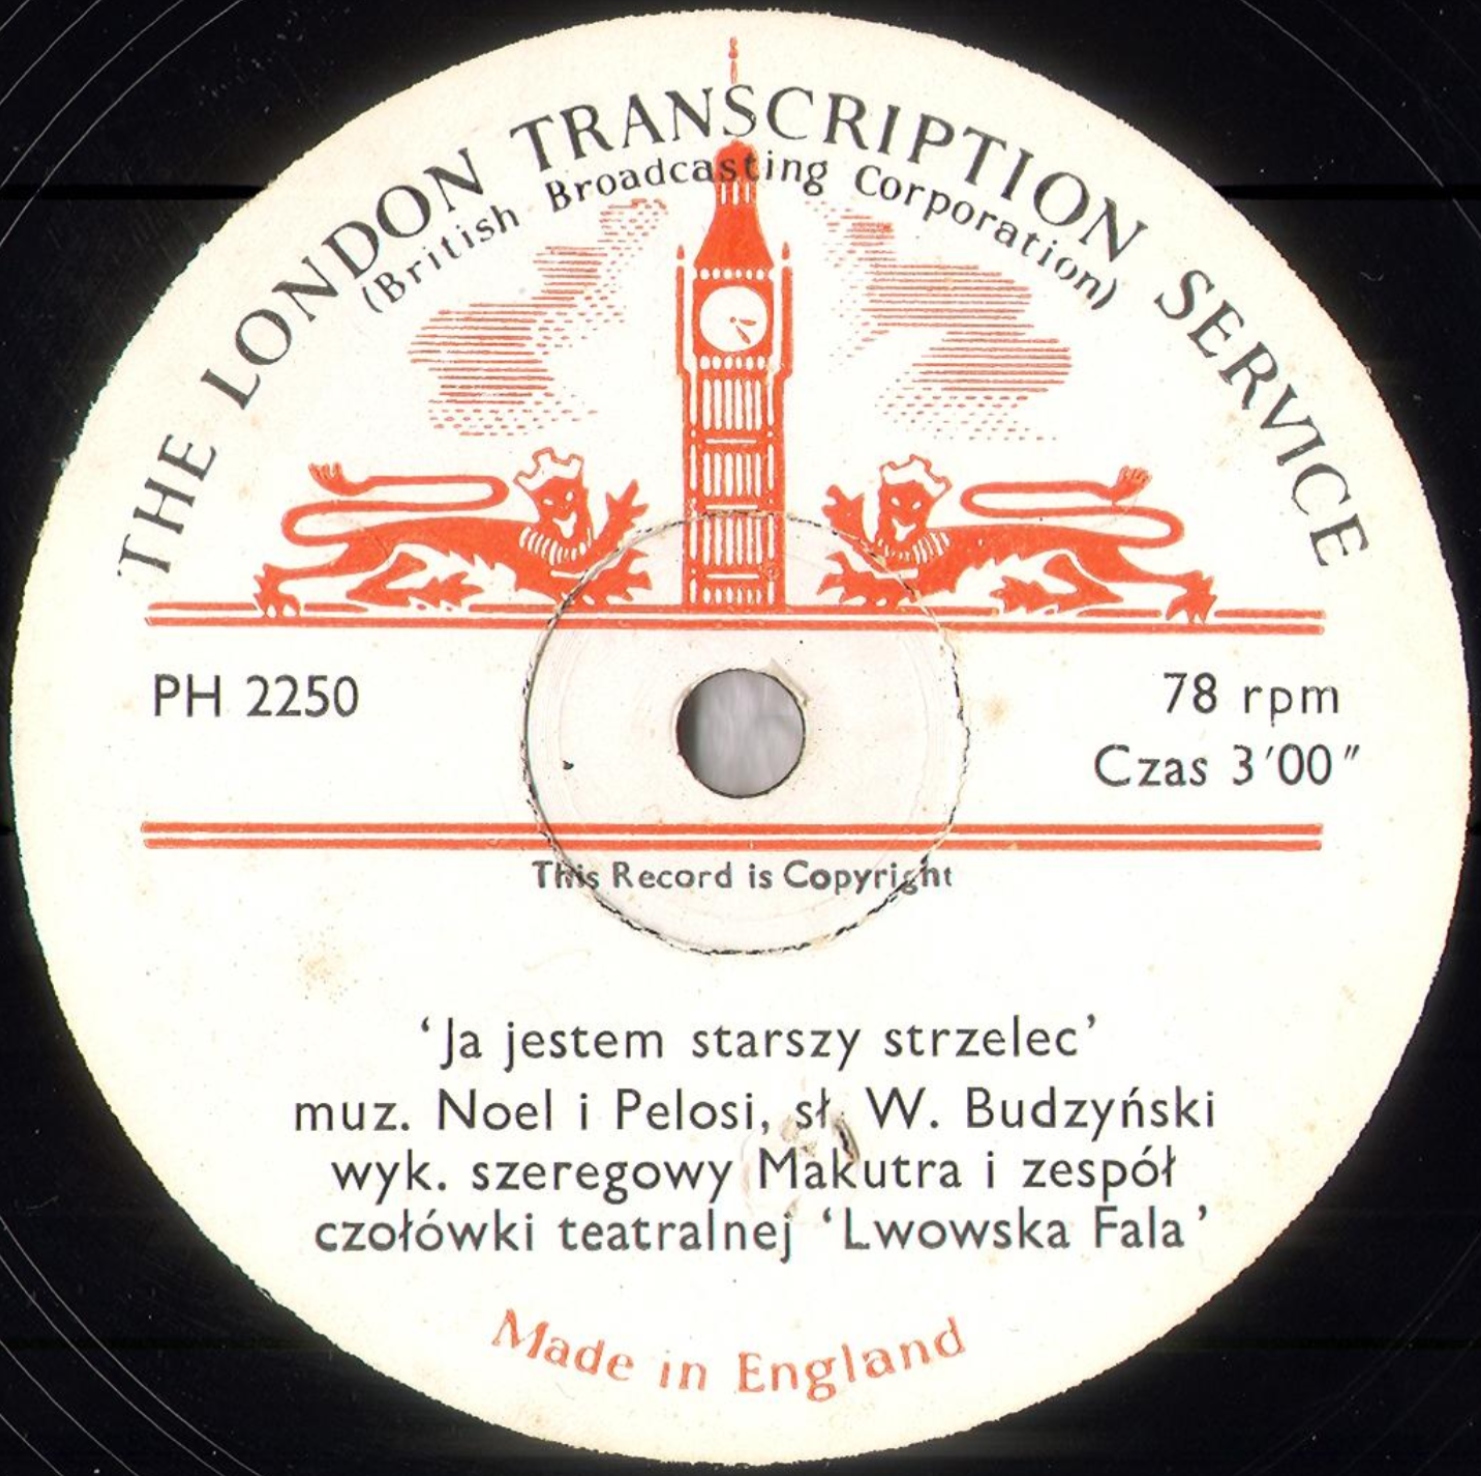 THE LONDON TRANSCRIPTION SERVICE
(British Broadcasting Corporation)
PH 2250
78 rpm
Czas 3′00″
This Record is Copyright
‘Ja jestem starszy strzelec’
muz. Noel i Pelosi, sł. W. Budzyński
wyk. szeregowy Makutra i zespół
czołówki teatralnej ‘Lwowska Fala’
Made in England